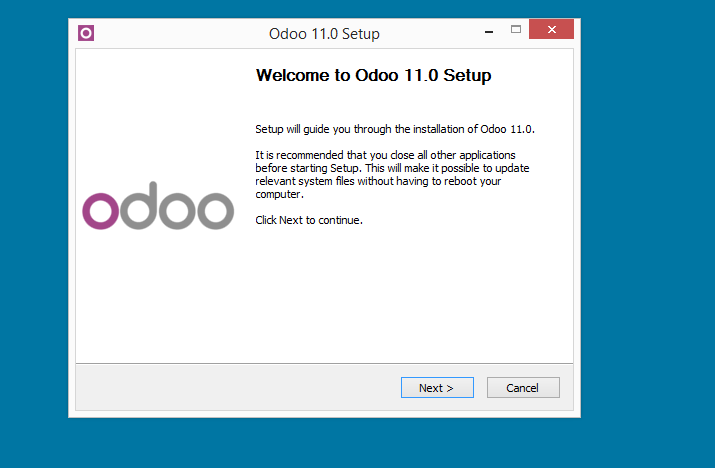 Odoo 11.0 Setup
Welcome to Odoo 11.0 Setup
Setup will guide you through the installation of Odoo 11.0.
It is recommended that you close all other applications
before starting Setup. This will make it possible to update
relevant system files without having to reboot your
computer.
Click Next to continue.
odoo
Next >
Cancel